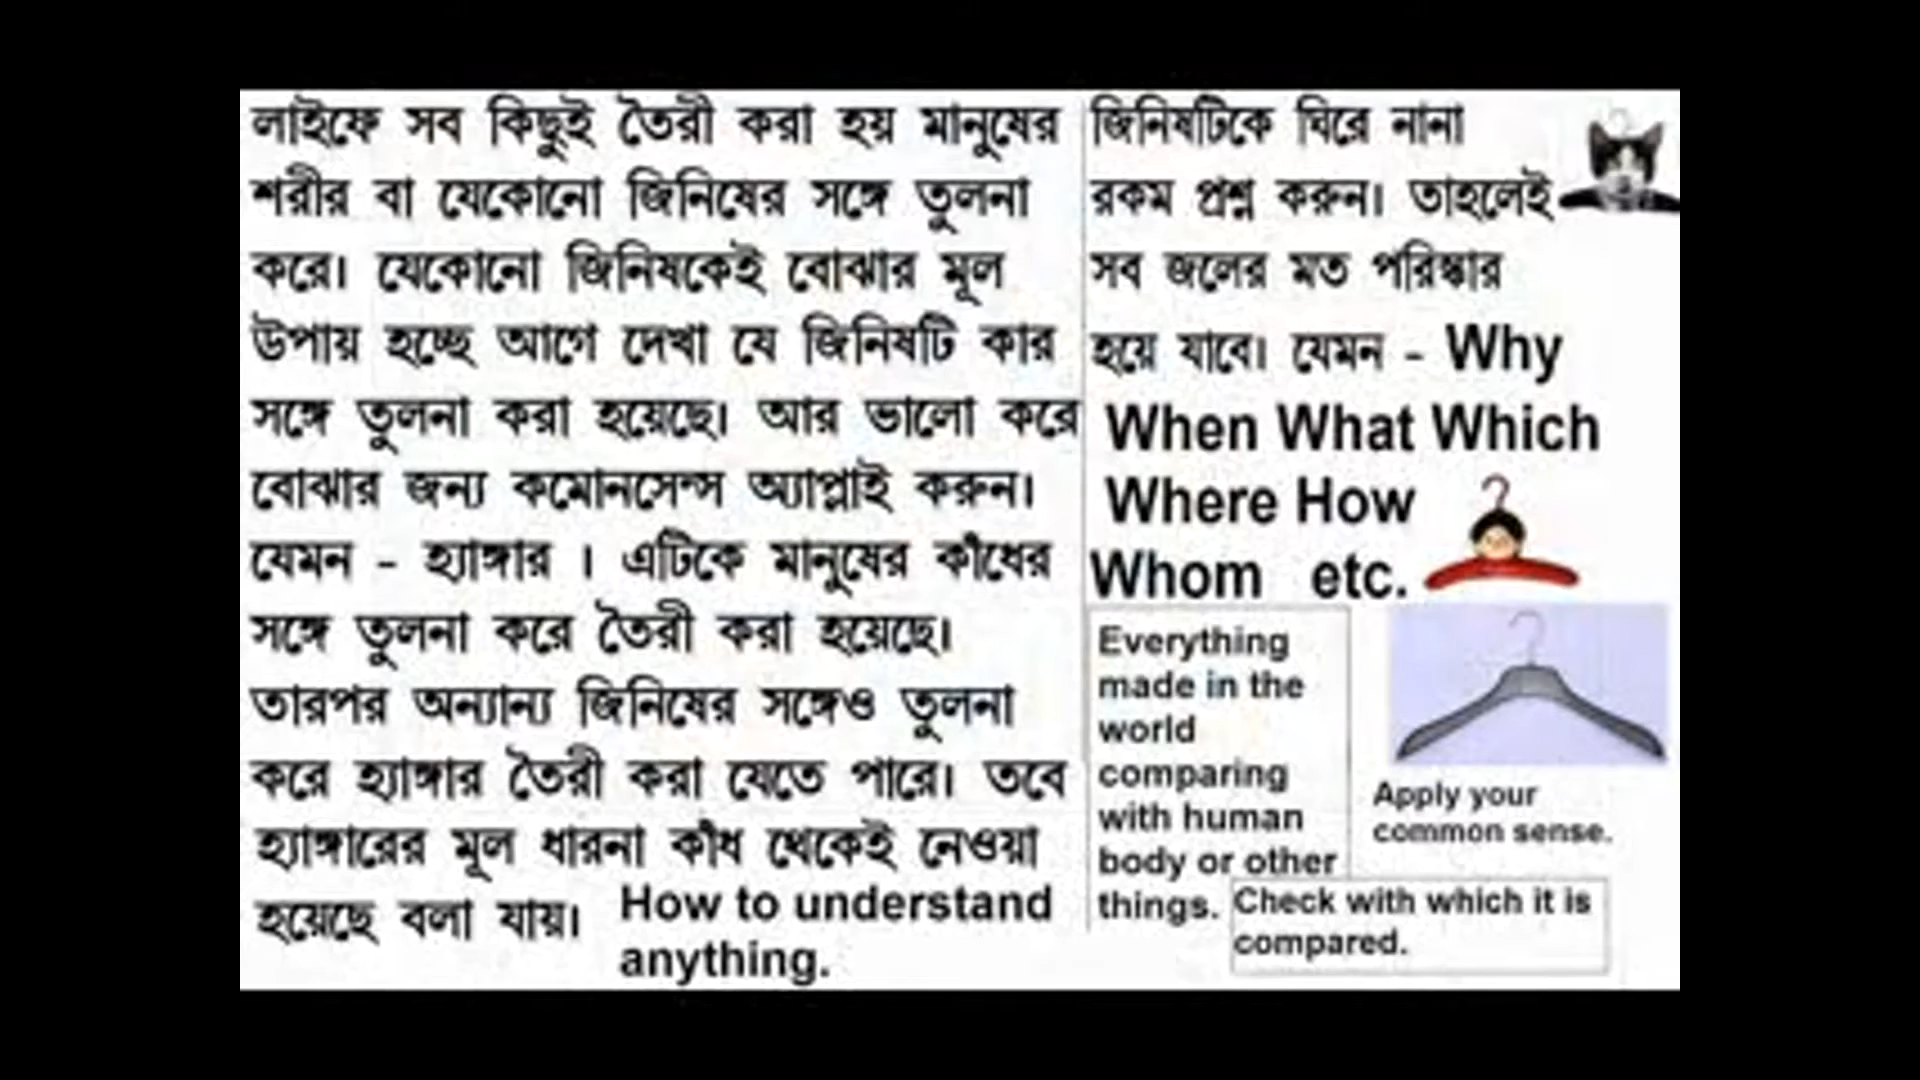 লাইফে সব কিছুই তৈরী করা হয় মানুষের
শরীর বা যেকোনো জিনিষের সঙ্গে তুলনা
করে। যেকোনো জিনিষকেই বোঝার মূল
উপায় হচ্ছে আগে দেখা যে জিনিষটি কার
সঙ্গে তুলনা করা হয়েছে। আর ভালো করে
বোঝার জন্য কমোনসেন্স অ্যাপ্লাই করুন।
যেমন - হ্যাঙ্গার । এটিকে মানুষের কাঁধের
সঙ্গে তুলনা করে তৈরী করা হয়েছে।
তারপর অন্যান্য জিনিষের সঙ্গেও তুলনা
করে হ্যাঙ্গার তৈরী করা যেতে পারে। তবে
হ্যাঙ্গারের মূল ধারনা কাঁধ থেকেই নেওয়া
হয়েছে বলা যায়।
How to understand
anything.
জিনিষটিকে ঘিরে নানা
রকম প্রশ্ন করুন। তাহলেই
সব জলের মত পরিষ্কার
হয়ে যাবে। যেমন - Why
When What Which
Where How
Whom etc.
Everything
made in the
world
comparing
with human
body or other
things.
Apply your
common sense.
Check with which it is
compared.